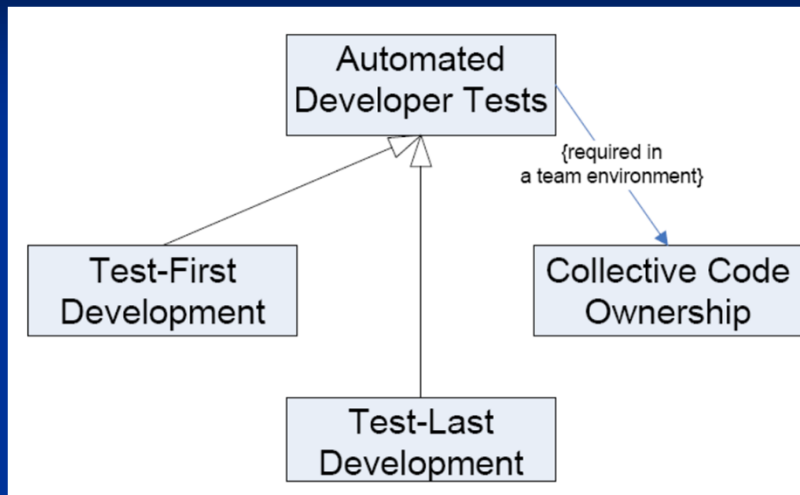 Automated
Developer Tests
{required in
a team environment}
Test-First
Development
Collective Code
Ownership
Test-Last
Development